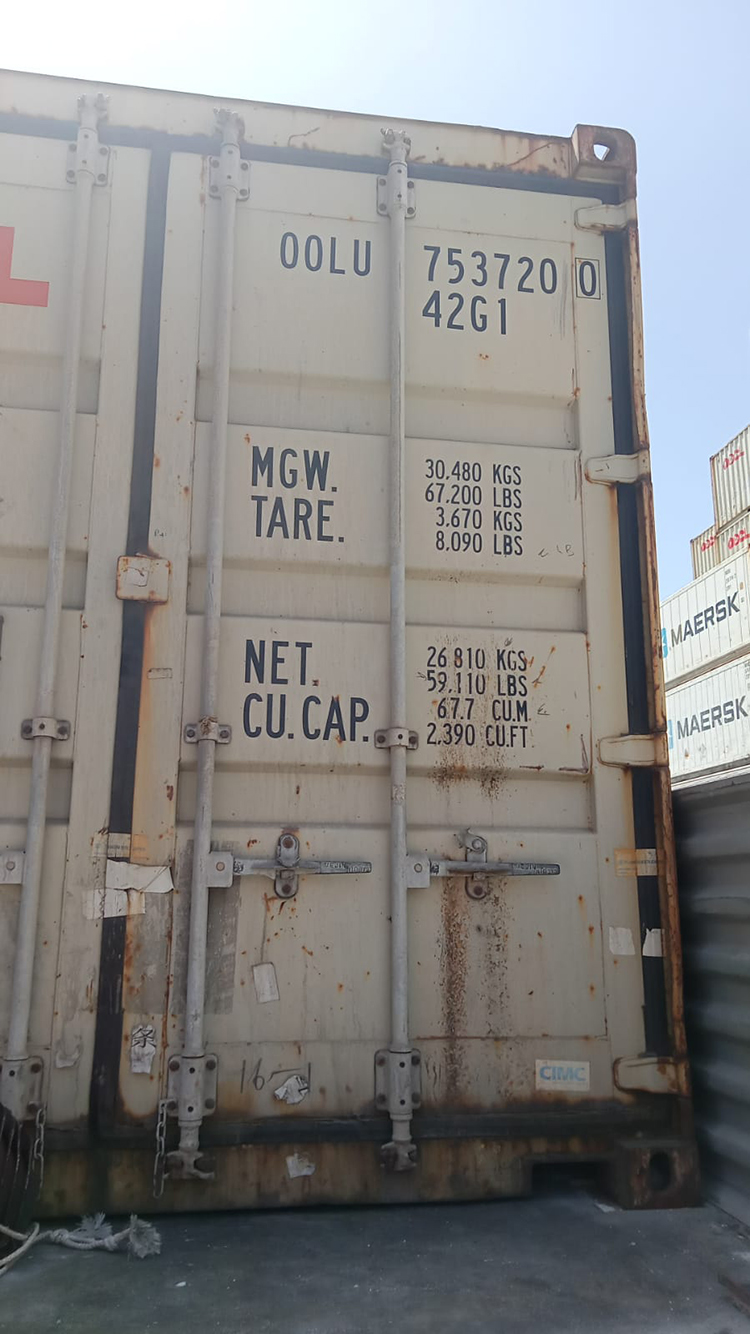 L
OOLU 753720 0
42G1
MGW. 30.480 KGS
67.200 LBS
TARE. 3.670 KGS
8.090 LBS
NET. 26.810 KGS
59.110 LBS
CU.CAP. 67.7 CU.M
2.390 CU.FT
MAERSK
MAERSK
条
16-1
CIMC